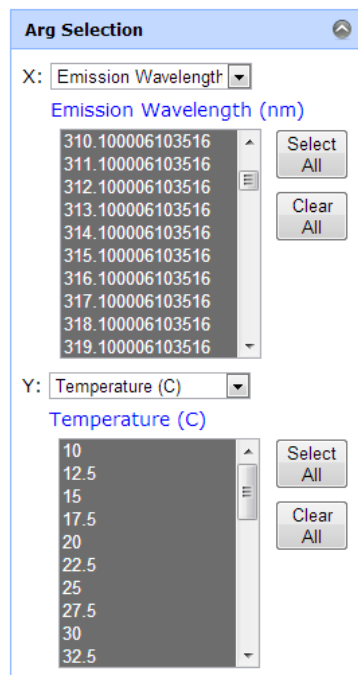 Arg Selection
X: Emission Wavelength
Emission Wavelength (nm)
310.100006103516
311.100006103516
312.100006103516
313.100006103516
314.100006103516
315.100006103516
316.100006103516
317.100006103516
318.100006103516
319.100006103516
Select
All
Clear
All
Y: Temperature (C)
Temperature (C)
10
12.5
15
17.5
20
22.5
25
27.5
30
32.5
Select
All
Clear
All